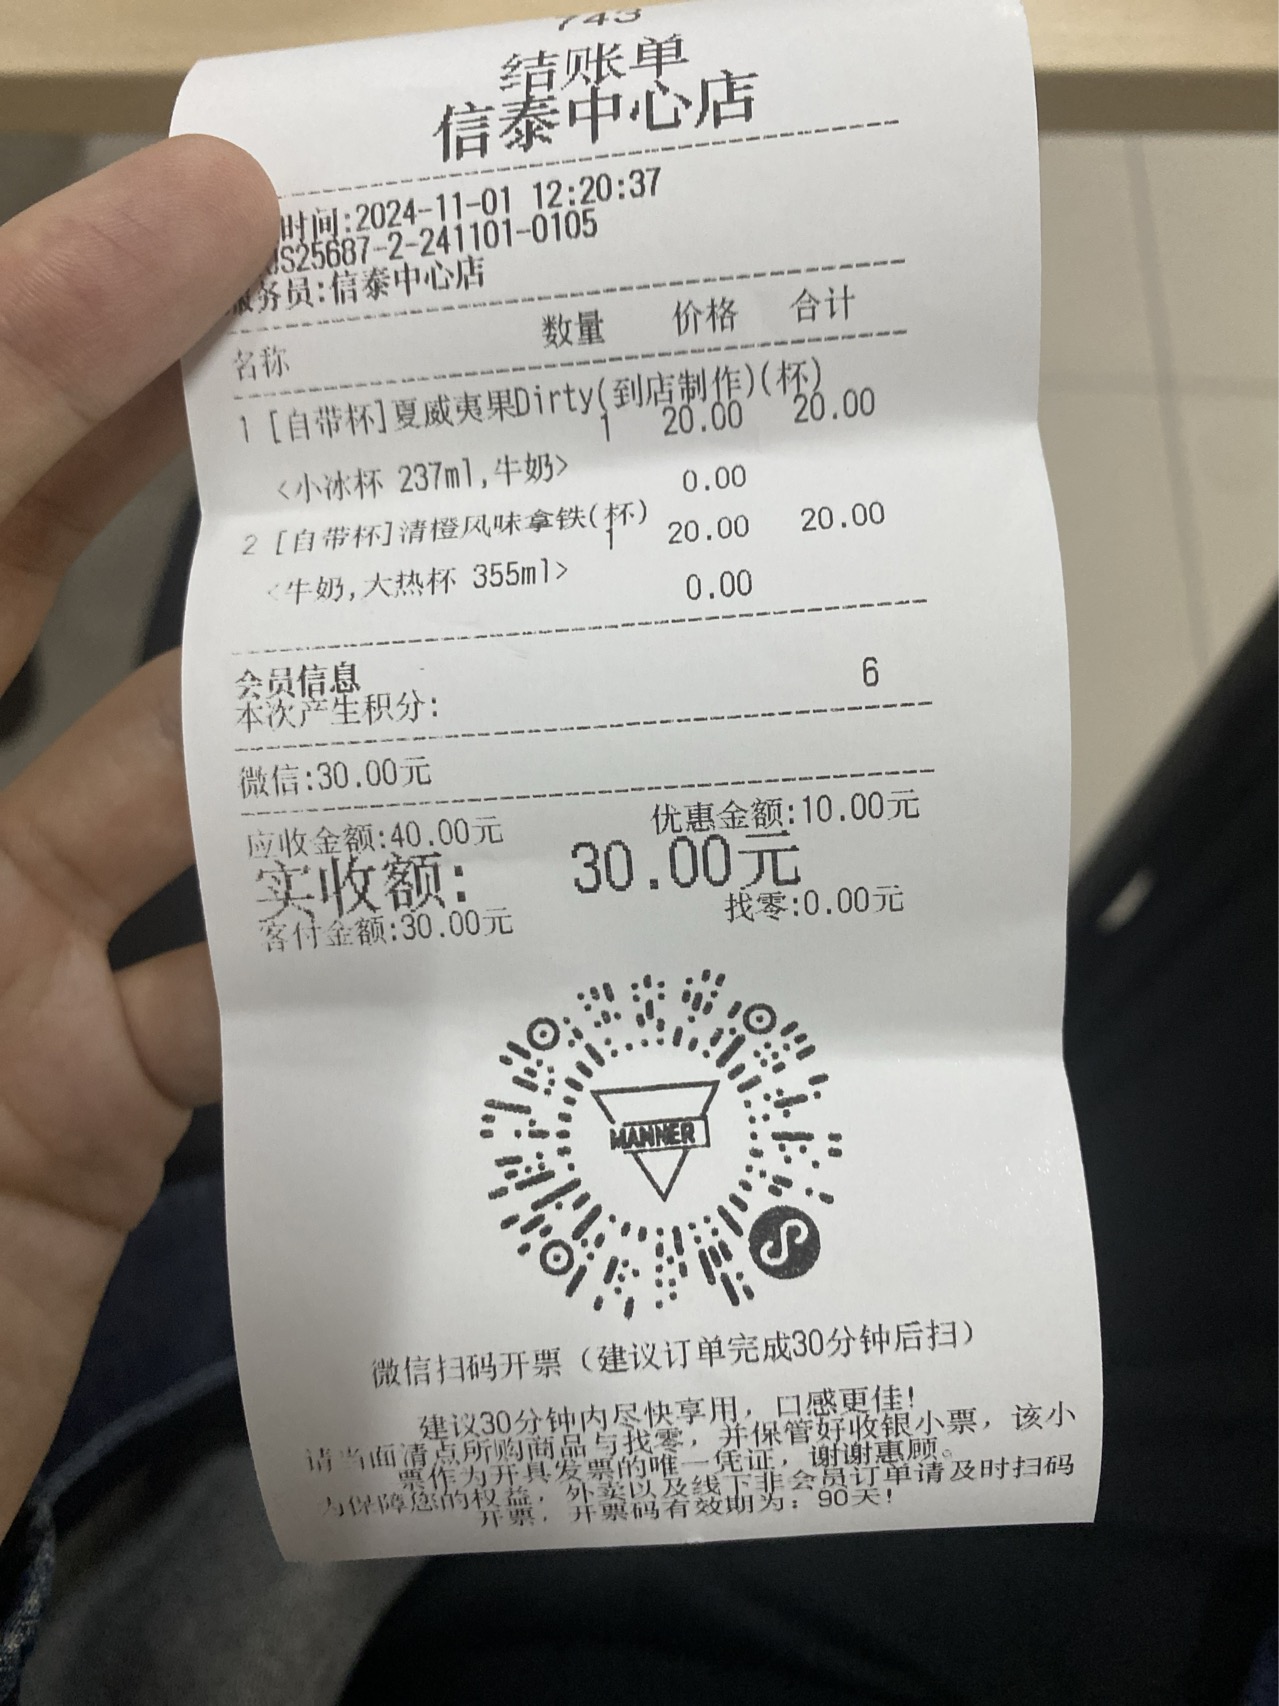 743
结账单
信泰中心店
时间:2024-11-01 12:20:37
S25687-2-241101-0105
服务员:信泰中心店
名称 数量 价格 合计
1 [自带杯]夏威夷果Dirty(到店制作)(杯)
1 20.00 20.00
<小冰杯 237ml,牛奶> 0.00
2 [自带杯]清橙风味拿铁(杯)
1 20.00 20.00
<牛奶,大热杯 355ml> 0.00
会员信息
本次产生积分: 6
微信:30.00元
应收金额:40.00元 优惠金额:10.00元
实收额: 30.00元
客付金额:30.00元 找零:0.00元
MANNER
微信扫码开票（建议订单完成30分钟后扫）
建议30分钟内尽快享用，口感更佳!
请当面清点所购商品与找零，并保管好收银小票，该小
票作为开具发票的唯一凭证，谢谢惠顾。
为保障您的权益，外卖以及线下非会员订单请及时扫码
开票，开票码有效期为：90天!